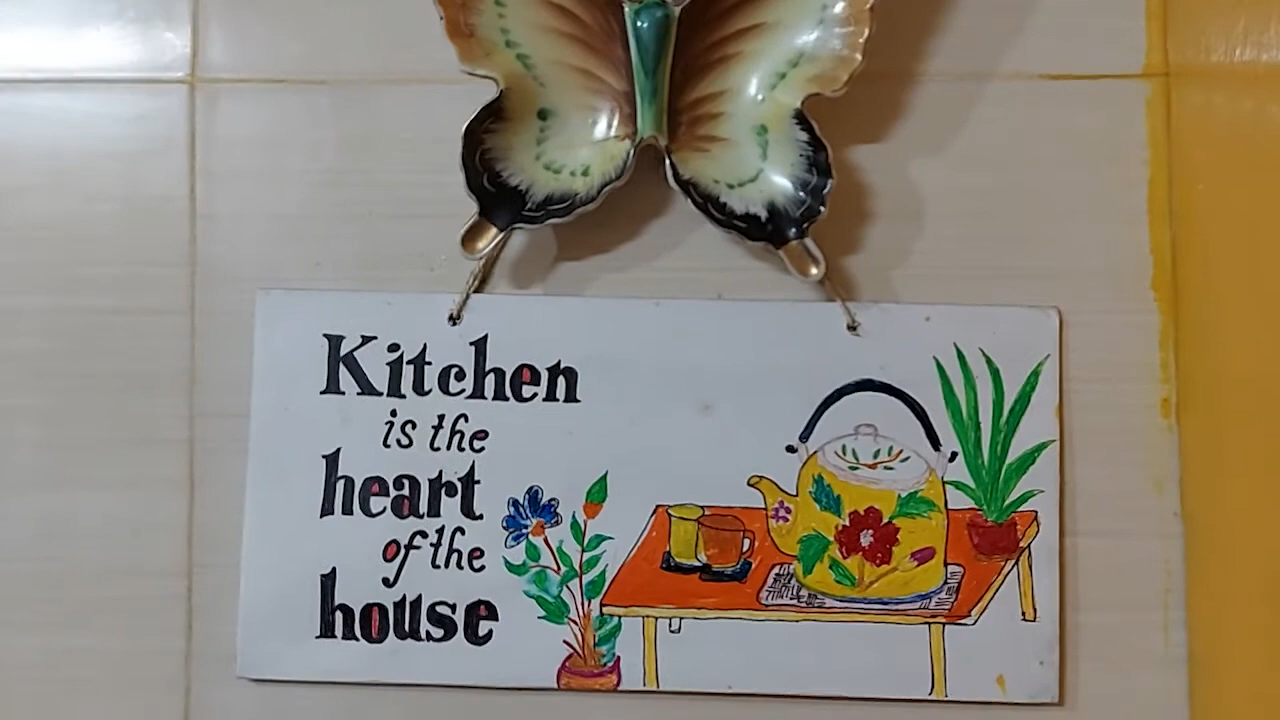 Kitchen
is the
heart
of the
house